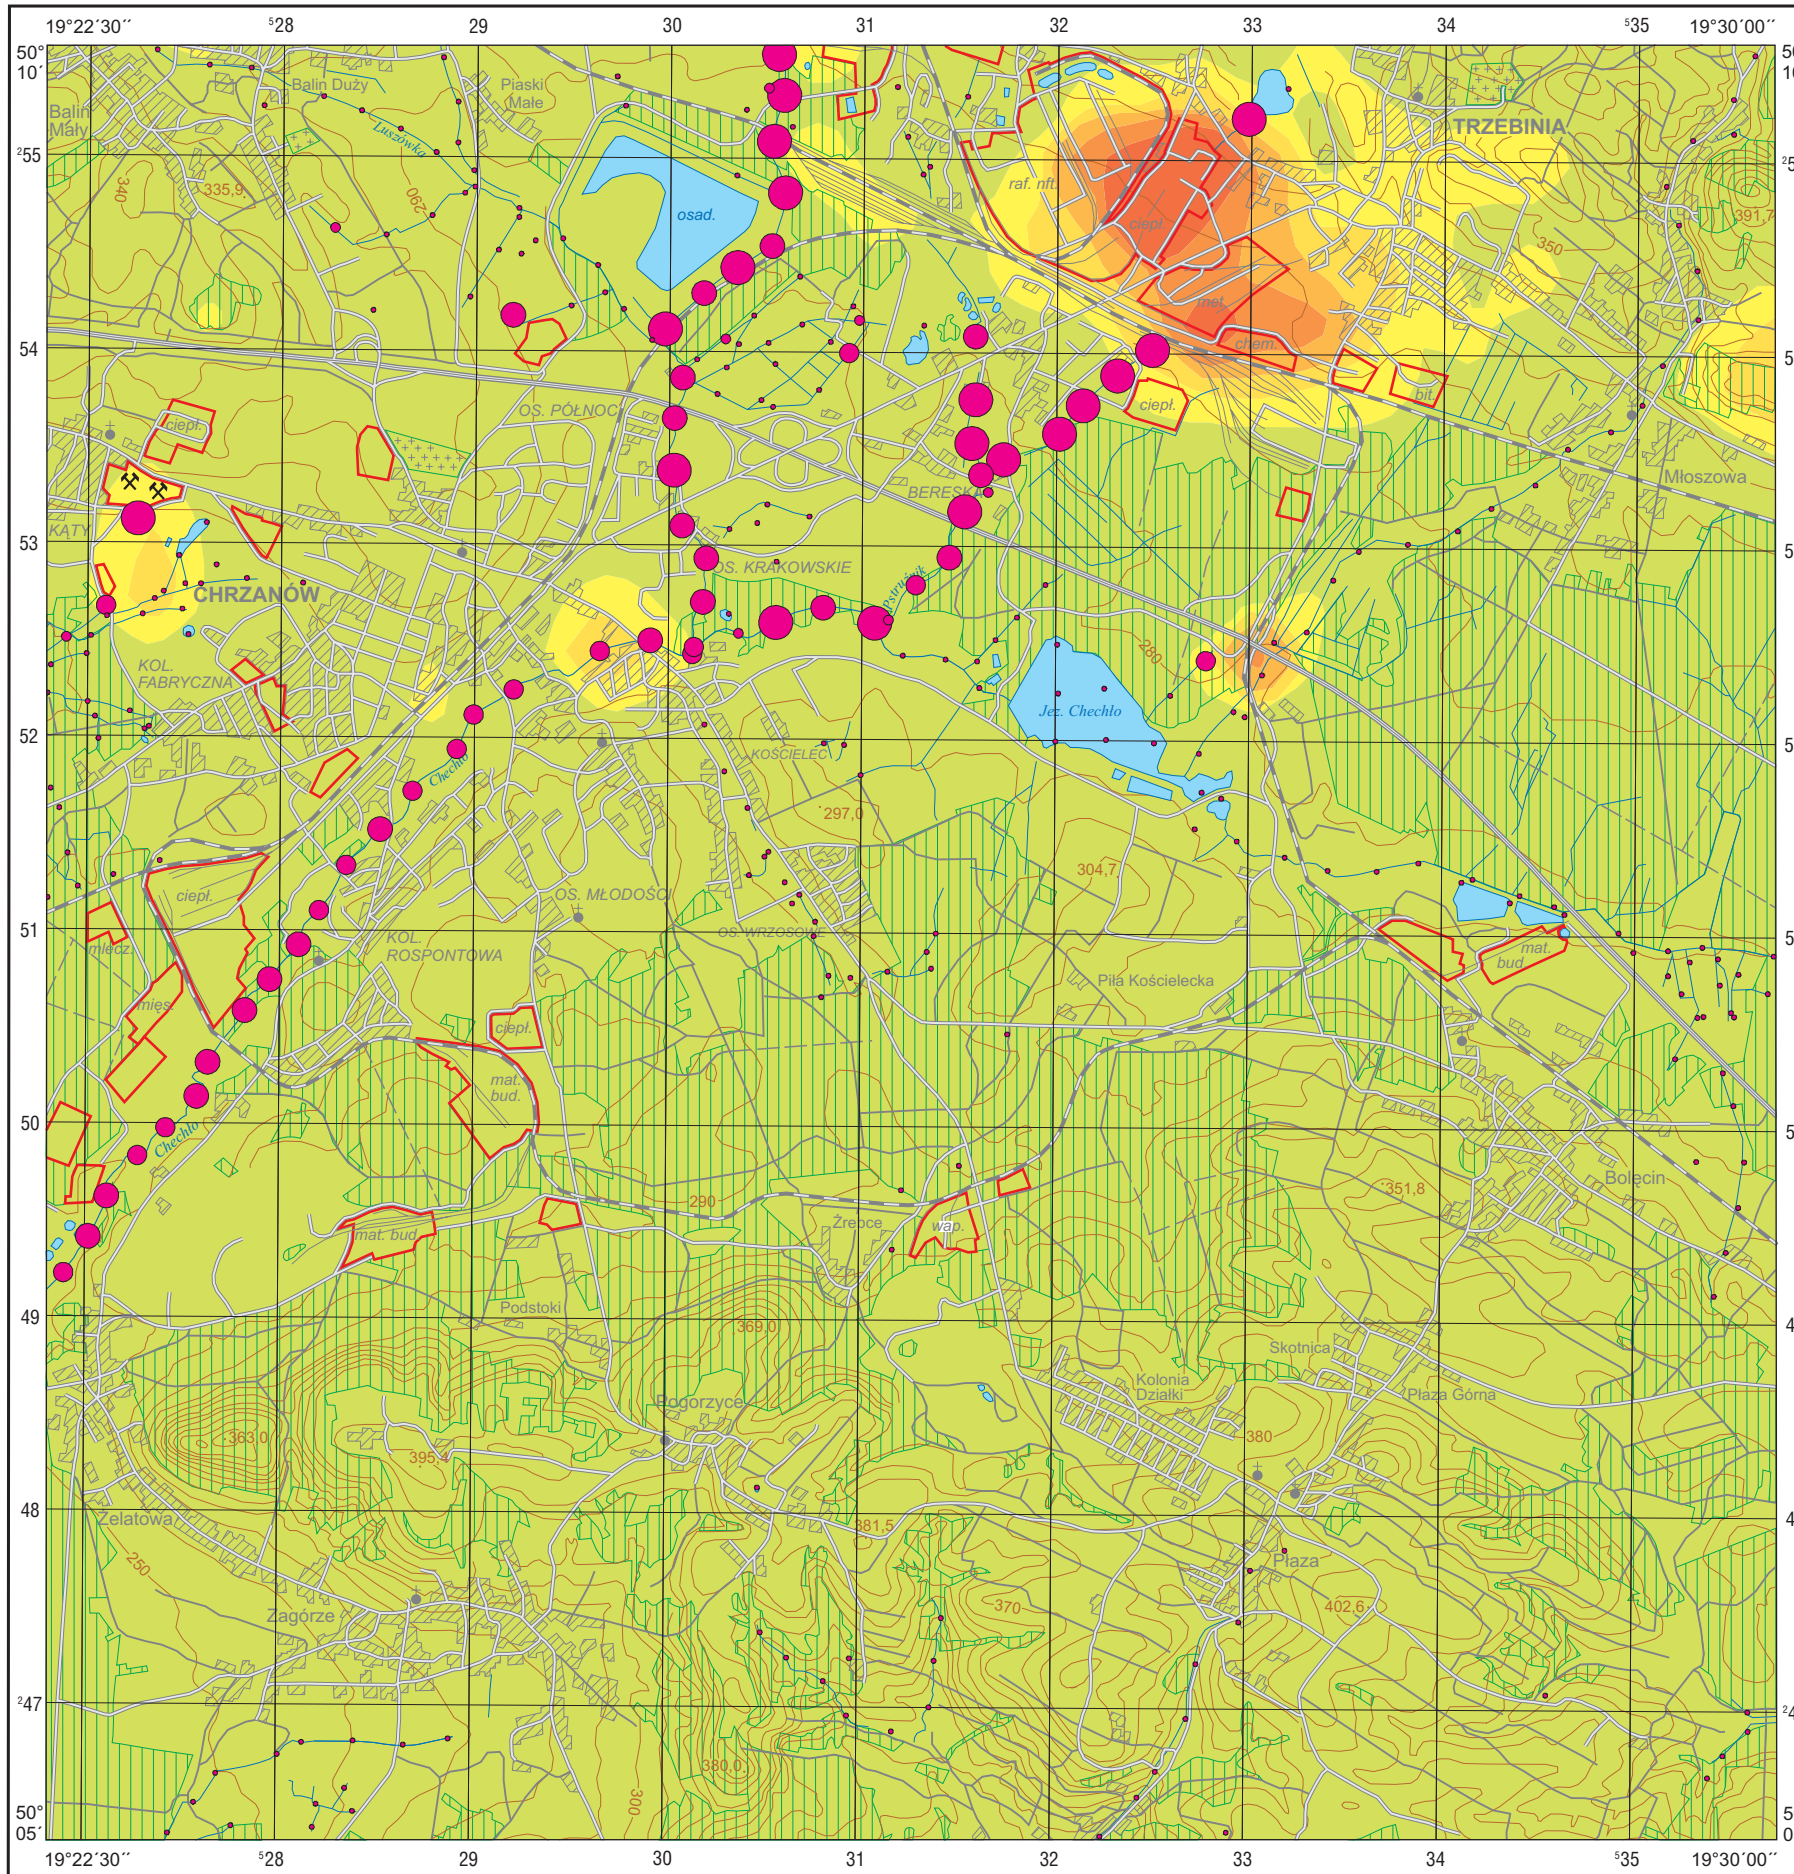 19°22´30´´
⁵28
29
30
31
32
33
34
⁵35
19°30´00´´
50°
10´
Balin Duży
Piaski
Małe
Balin
Mały
Luszówka
TRZEBINIA
²55
335,9
340
290
osad.
raf. nft.
ciepł.
391,7
350
met.
54
chem.
OS. PÓŁNOC
ciepł.
bit.
ciepł.
BERESKA
Młoszowa
KĄTY
53
OS. KRAKOWSKIE
Pstrużnik
CHRZANÓW
280
KOL.
FABRYCZNA
Jez. Chechło
52
KOŚCIELEC
Chechło
297,0
304,7
ciepł.
OS. MŁODOŚCI
51
OS. WRZOSOWE
KOL.
ROSPONTOWA
mlecz.
mat.
bud.
Piła Kościelecka
mięs.
ciepł.
mat.
bud.
50
Chechło
Bolęcin
351,8
290
Żrebce
wap.
mat. bud.
Podstoki
49
369,0
Skotnica
Kolonia
Działki
Płaza Górna
Pogorzyce
363,0
395,4
380
48
Żelatowa
381,5
250
Płaza
Zagórze
370
402,6
²47
380,0
300
50°
05´
19°22´30´´
⁵28
29
30
31
32
33
34
⁵35
19°30´00´´